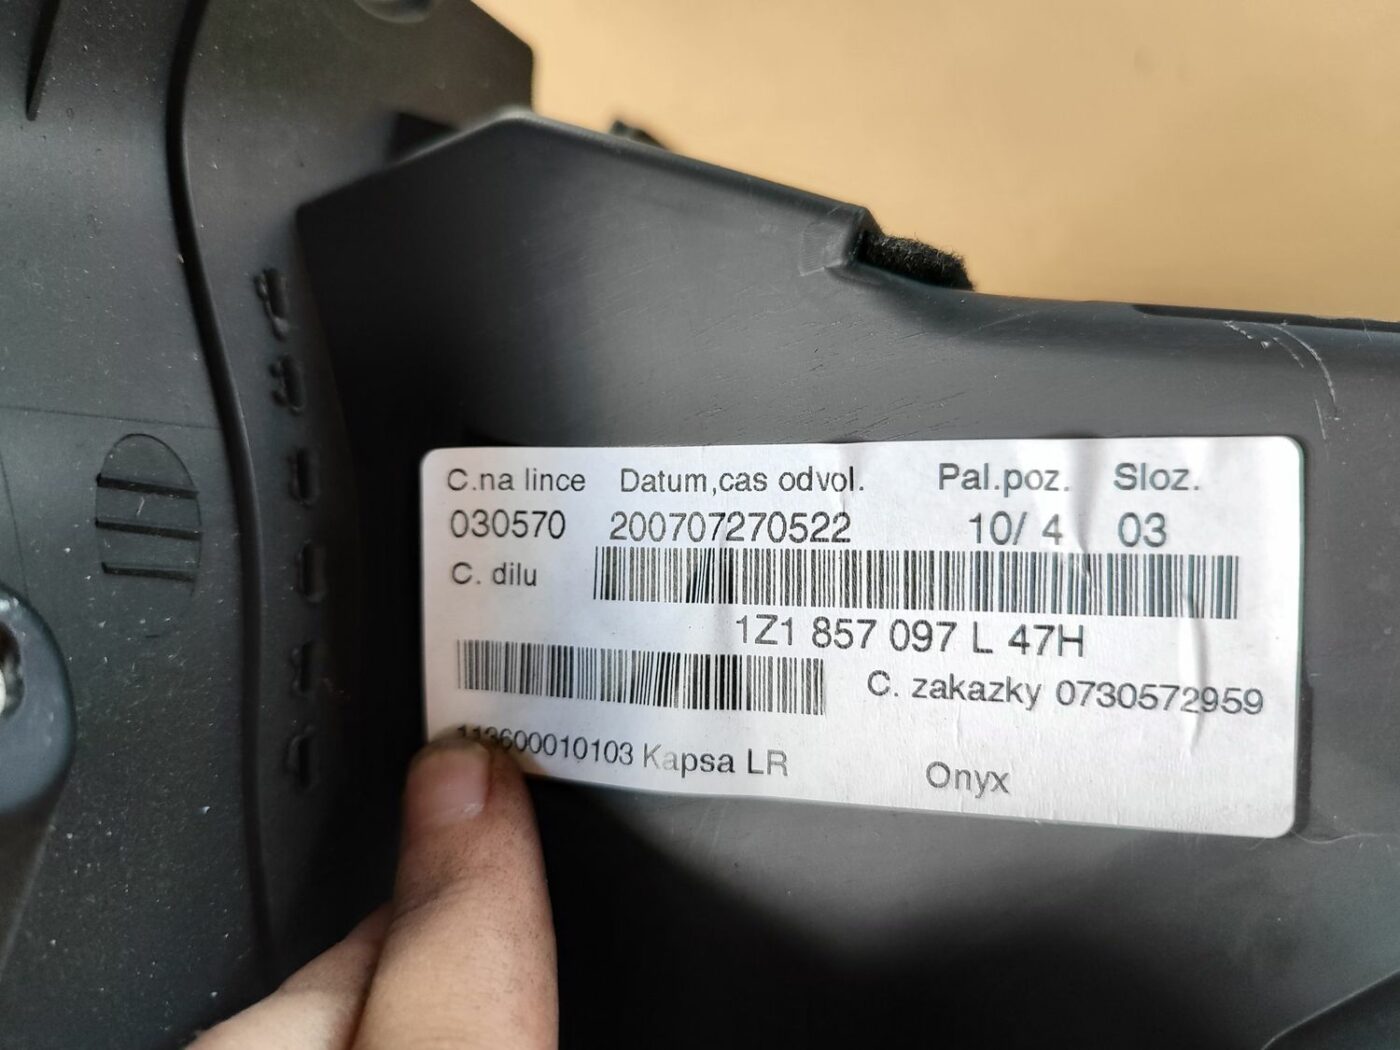 C.na lince Datum,cas odvol. Pal.poz. Sloz.
030570 200707270522 10/ 4 03
C. dilu
1Z1 857 097 L 47H
C. zakazky 0730572959
113600010103 Kapsa LR
Onyx